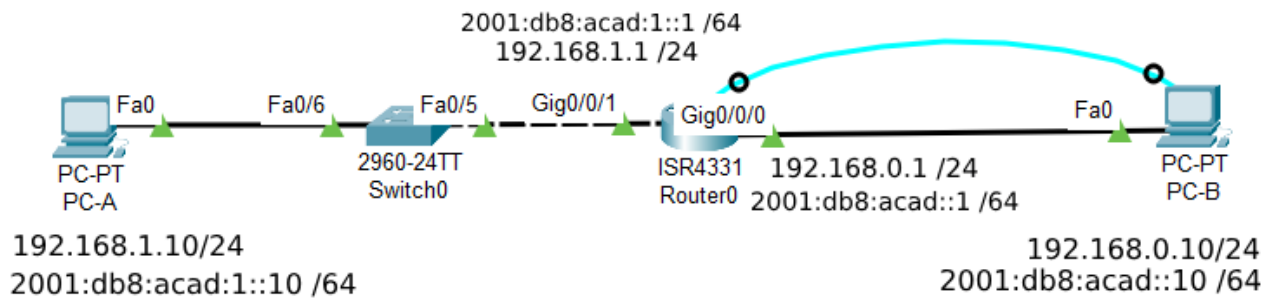 2001:db8:acad:1::1 /64
192.168.1.1 /24
Fa0
Fa0/6
Fa0/5
Gig0/0/1
Gig0/0/0
Fa0
PC-PT
PC-A
2960-24TT
Switch0
ISR4331
Router0
192.168.0.1 /24
2001:db8:acad::1 /64
PC-PT
PC-B
192.168.1.10/24
2001:db8:acad:1::10 /64
192.168.0.10/24
2001:db8:acad::10 /64